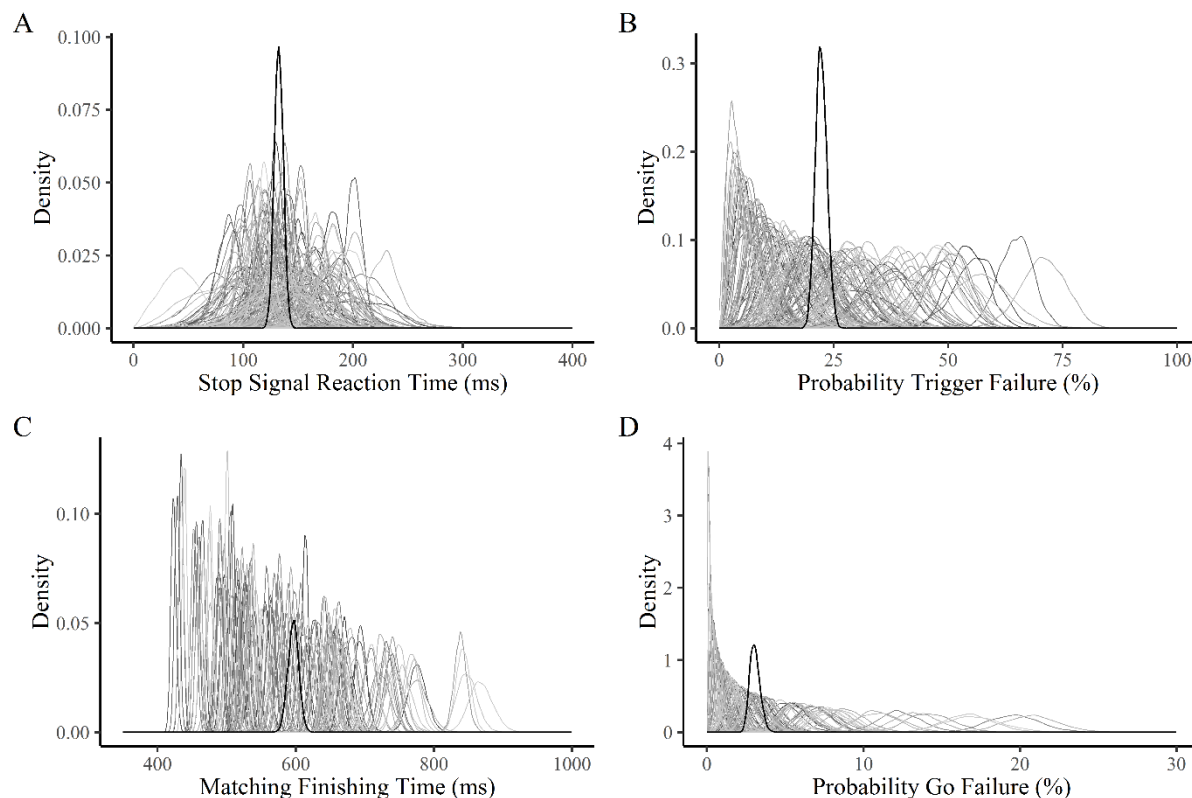 A
B
0.100
0.075
0.050
0.025
0.000
Density
0 100 200 300 400
Stop Signal Reaction Time (ms)
0.3
0.2
0.1
0.0
Density
0 25 50 75 100
Probability Trigger Failure (%)
C
D
0.10
0.05
0.00
Density
400 600 800 1000
Matching Finishing Time (ms)
4
3
2
1
0
Density
0 10 20 30
Probability Go Failure (%)